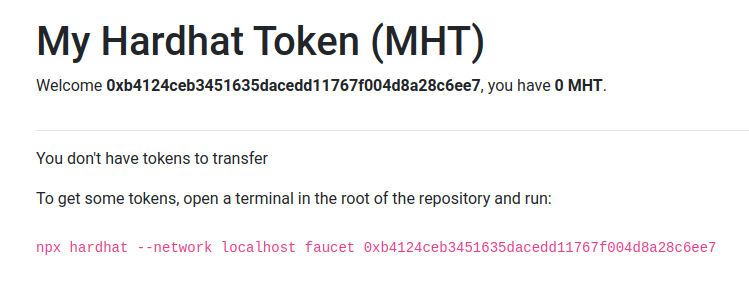 My Hardhat Token (MHT)
Welcome 0xb4124ceb3451635dacedd11767f004d8a28c6ee7, you have 0 MHT.
You don't have tokens to transfer
To get some tokens, open a terminal in the root of the repository and run:
npx hardhat --network localhost faucet 0xb4124ceb3451635dacedd11767f004d8a28c6ee7